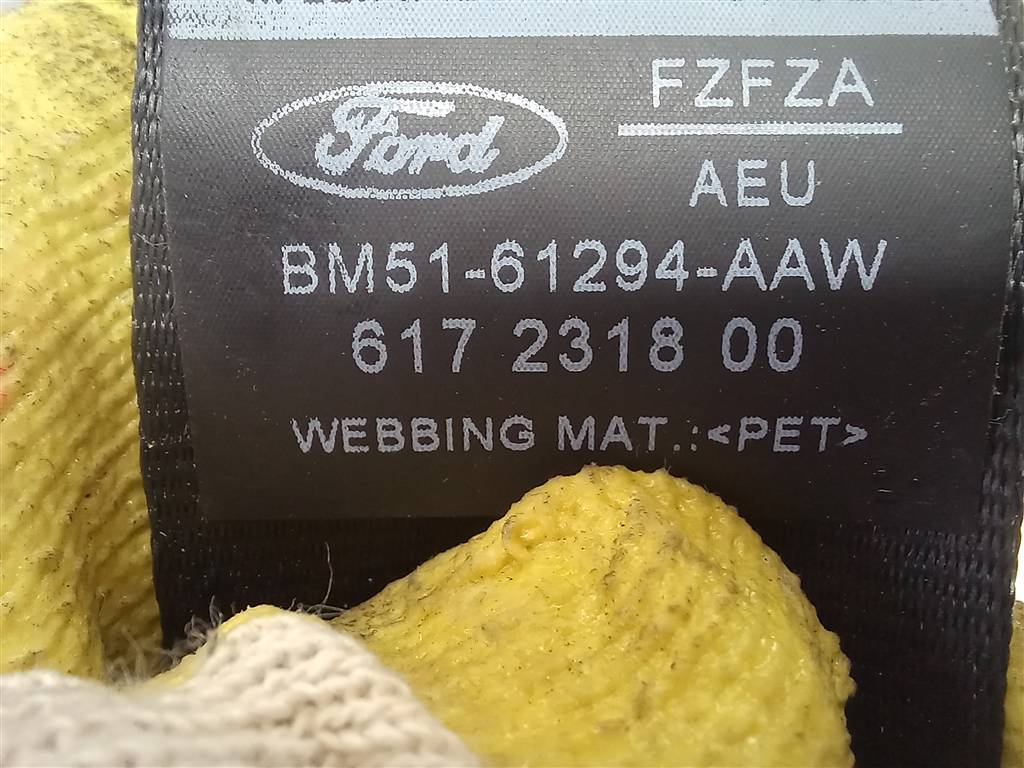 Ford
FZFZA
AEU
BM51-61294-AAW
617 2318 00
WEBBING MAT.:<PET>